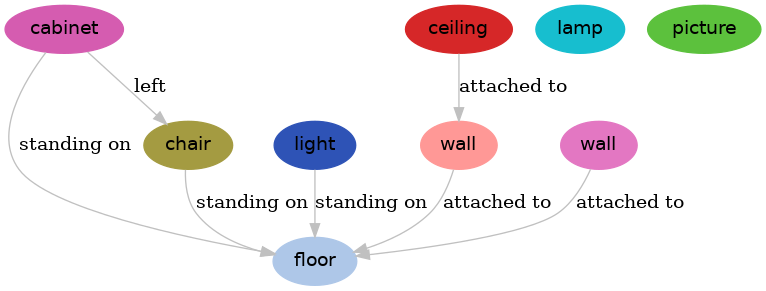 cabinet
ceiling
lamp
picture
left
attached to
standing on
chair
light
wall
wall
standing on
standing on
attached to
attached to
floor